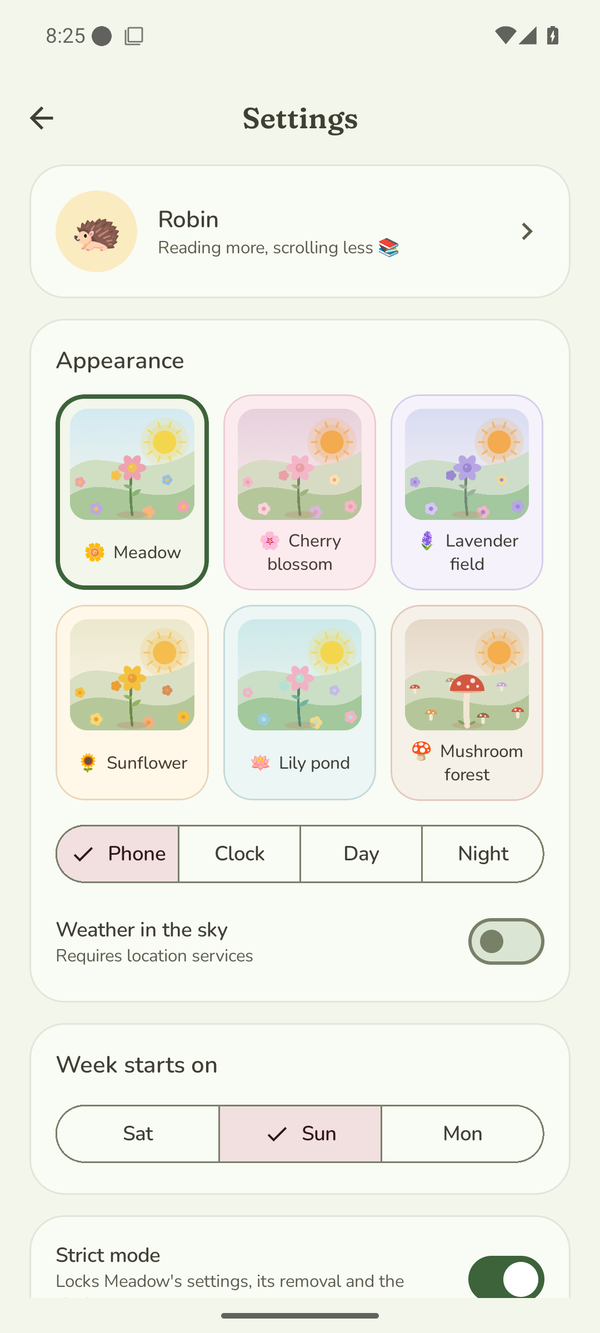 8:25
Settings
Robin
Reading more, scrolling less 📚
Appearance
Meadow
Cherry
blossom
Lavender
field
Sunflower
Lily pond
Mushroom
forest
Phone
Clock
Day
Night
Weather in the sky
Requires location services
Week starts on
Sat
Sun
Mon
Strict mode
Locks Meadow's settings, its removal and the